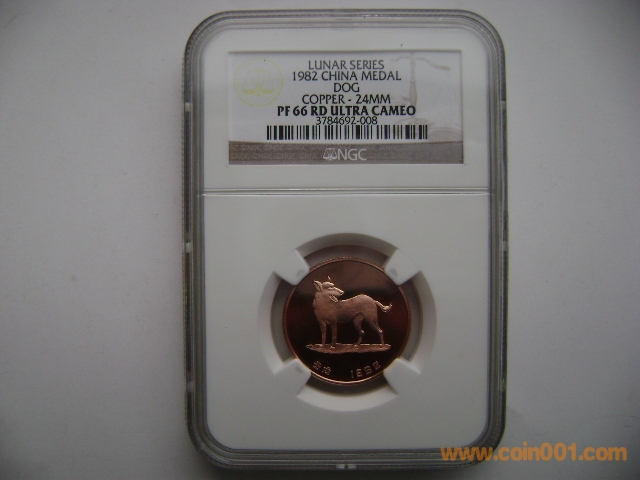 LUNAR SERIES
1982 CHINA MEDAL
DOG
COPPER - 24MM
PF 66 RD ULTRA CAMEO
3784692-008
NGC
1982
www.coin001.com